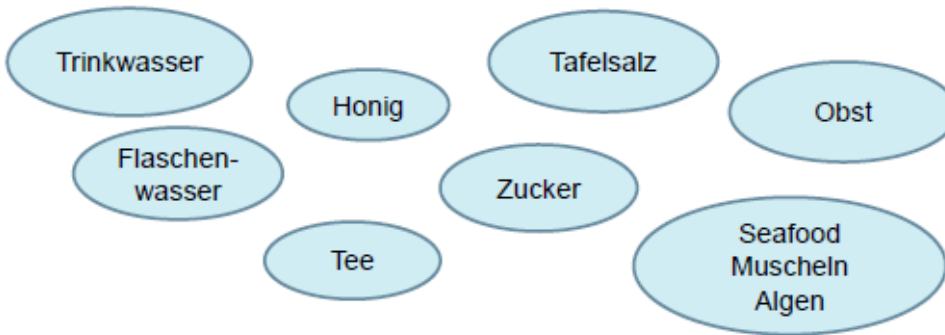 Trinkwasser
Tafelsalz
Honig
Obst
Flaschen-
wasser
Zucker
Tee
Seafood
Muscheln
Algen